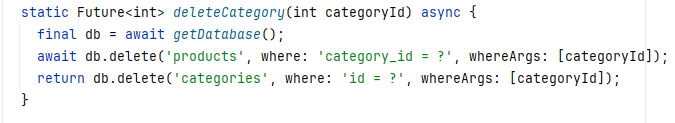 static Future<int> deleteCategory(int categoryId) async {
  final db = await getDatabase();
  await db.delete('products', where: 'category_id = ?', whereArgs: [categoryId]);
  return db.delete('categories', where: 'id = ?', whereArgs: [categoryId]);
}